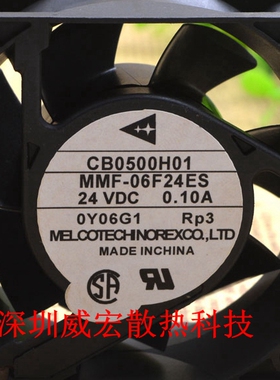 CB0500H01
MMF-06F24ES
24 VDC 0.10A
0Y06G1 Rp3
MELCOTECHINOREXCO.,LTD
MADE INCHINA
SA
深圳威宏散热科技